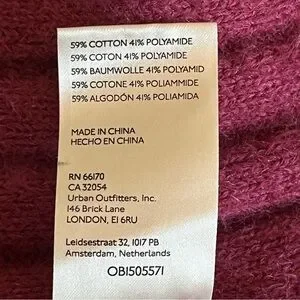 59% COTTON 41% POLYAMIDE
59% COTON 41% POLYAMIDE
59% BAUMWOLLE 41% POLYAMID
59% COTONE 41% POLIAMMIDE
59% ALGODÓN 41% POLIAMIDA
MADE IN CHINA
HECHO EN CHINA
RN 66170
CA 32054
Urban Outfitters, Inc.
146 Brick Lane
LONDON, E1 6RU
Leidsestraat 32, 1017 PB
Amsterdam, Netherlands
OB1505571